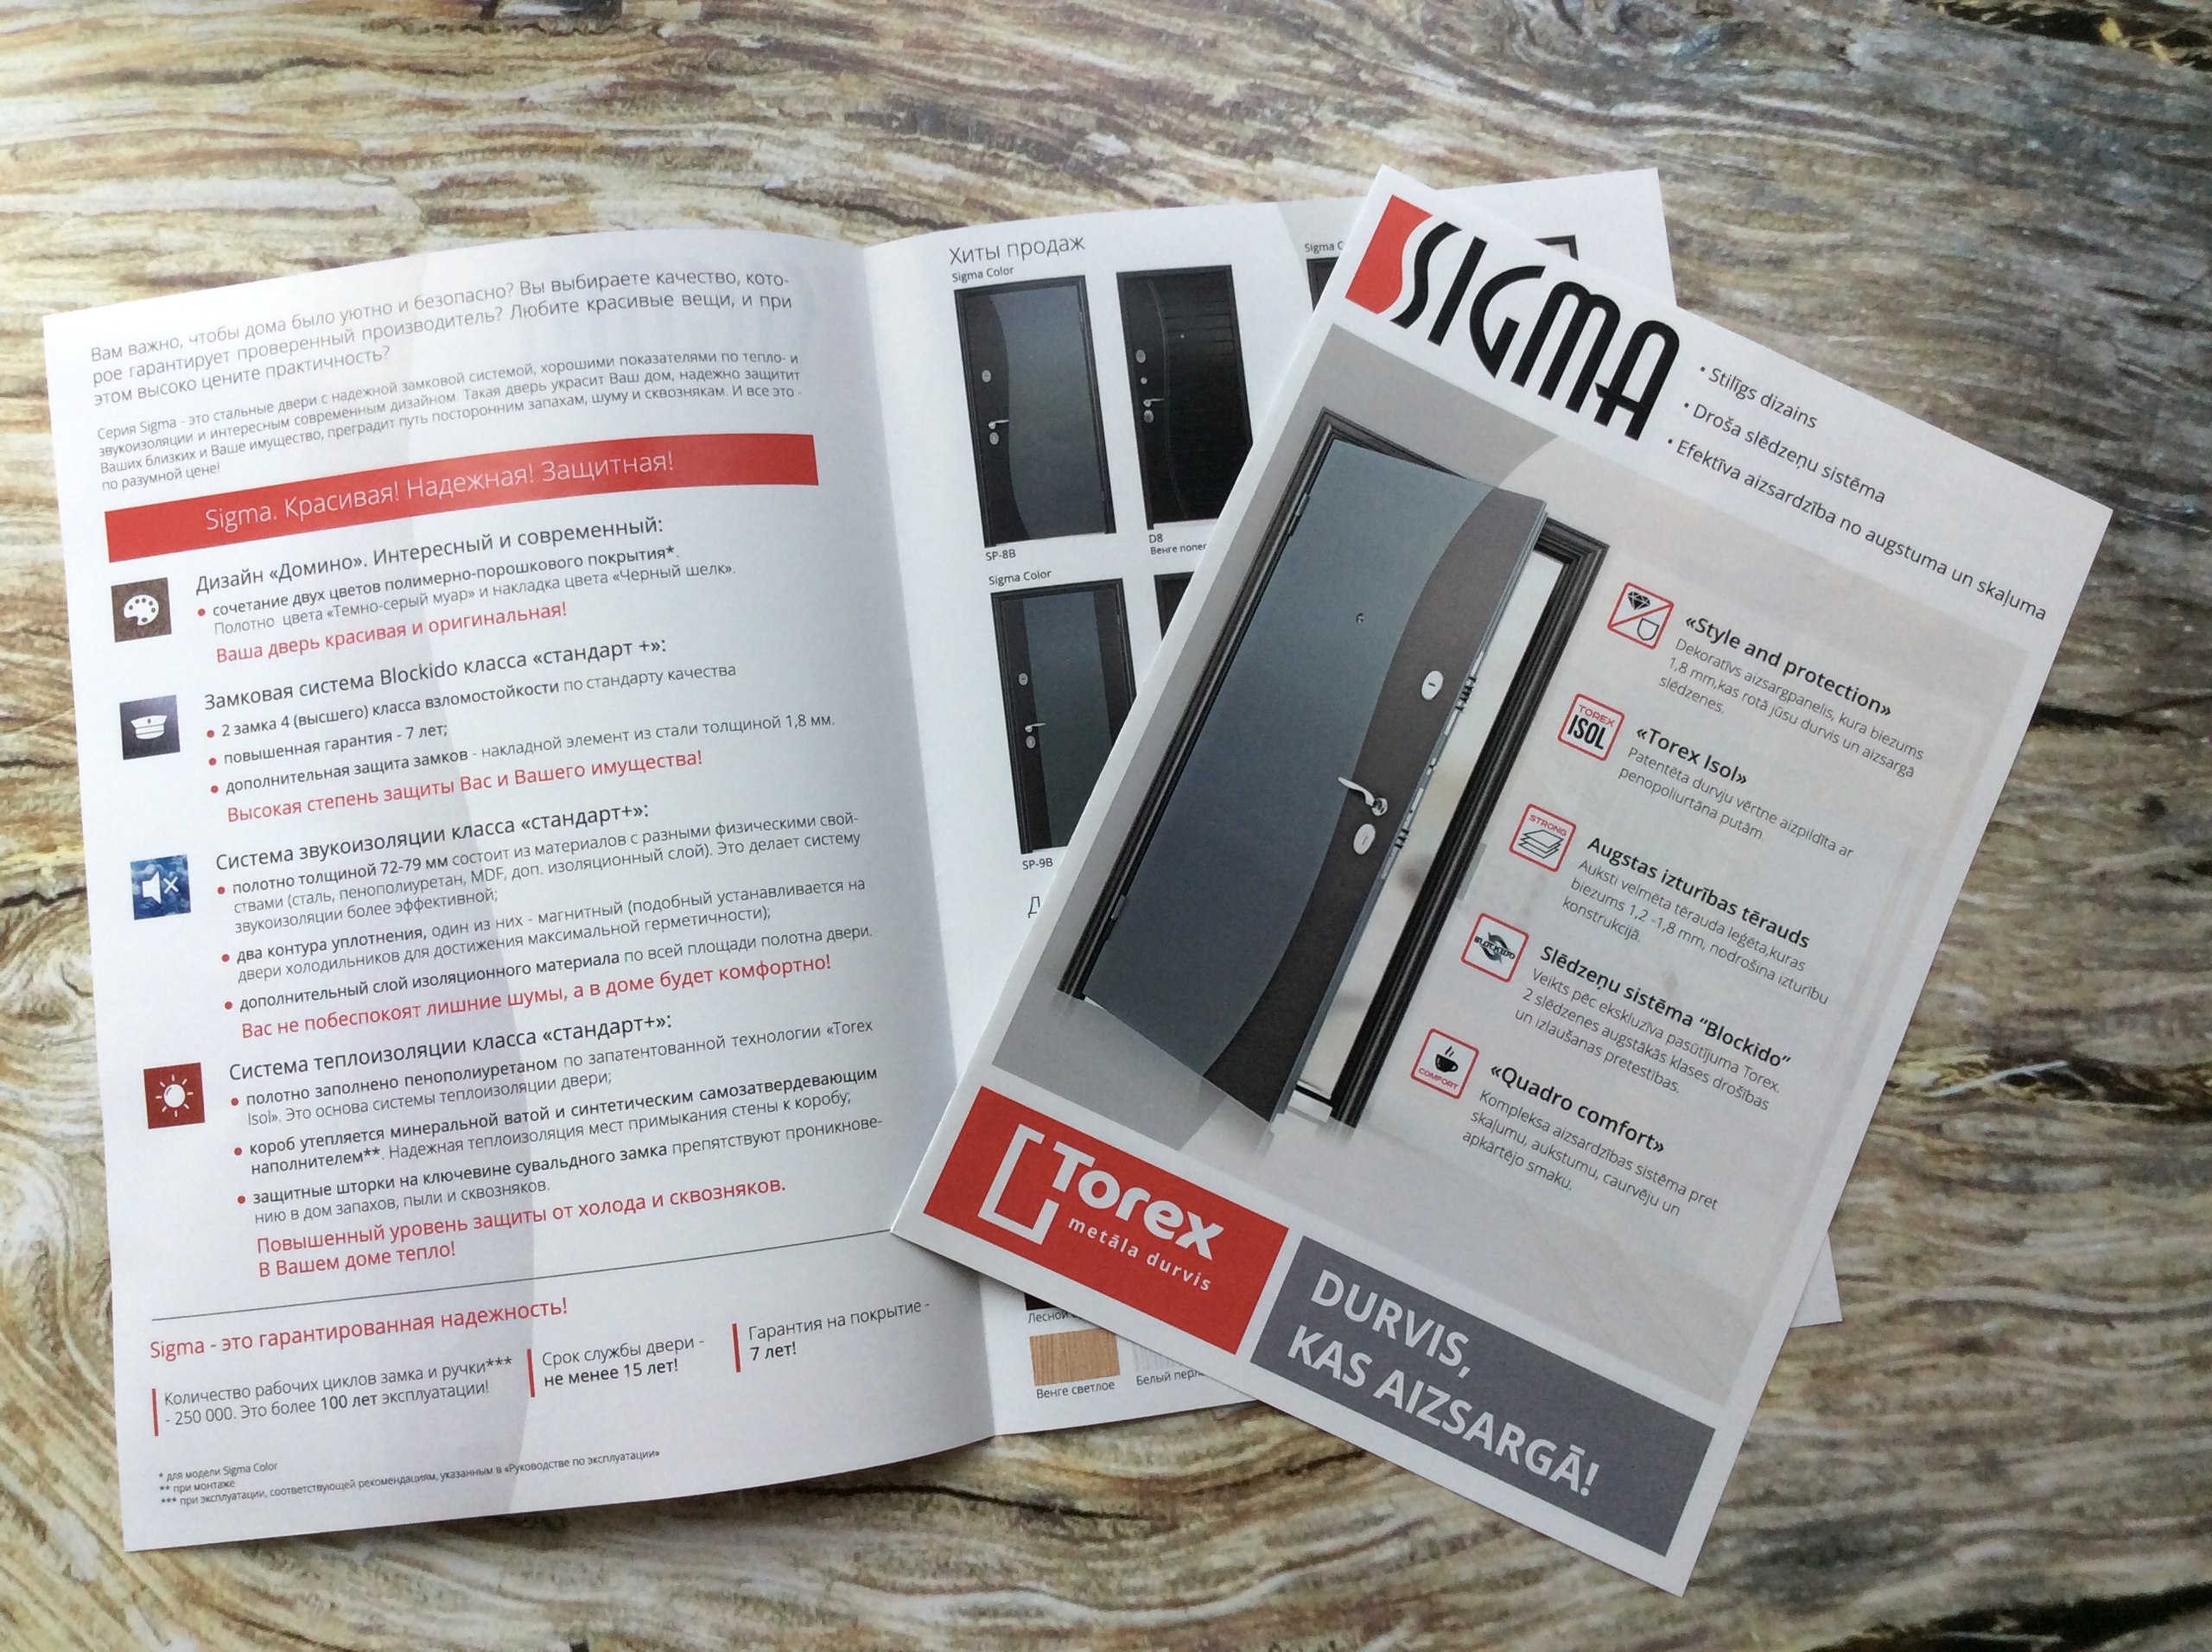 Вам важно, чтобы дома было уютно и безопасно? Вы выбираете качество, кото-
рое гарантирует проверенный производитель? Любите красивые вещи, и при
этом высоко цените практичность?
Серия Sigma - это стальные двери с надежной замковой системой, хорошими показателями по тепло- и
звукоизоляции и интересным современным дизайном. Такая дверь украсит Ваш дом, надежно защитит
Ваших близких и Ваше имущество, преградит путь посторонним запахам, шуму и сквознякам. И все это -
по разумной цене!
Sigma. Красивая! Надежная! Защитная!
Дизайн «Домино». Интересный и современный:
• сочетание двух цветов полимерно-порошкового покрытия*.
Полотно цвета «Темно-серый муар» и накладка цвета «Черный шелк».
Ваша дверь красивая и оригинальная!
Замковая система Blockido класса «стандарт +»:
• 2 замка 4 (высшего) класса взломостойкости по стандарту качества
• повышенная гарантия - 7 лет;
• дополнительная защита замков - накладной элемент из стали толщиной 1,8 мм.
Высокая степень защиты Вас и Вашего имущества!
Система звукоизоляции класса «стандарт+»:
• полотно толщиной 72-79 мм состоит из материалов с разными физическими свой-
ствами (сталь, пенополиуретан, MDF, доп. изоляционный слой). Это делает систему
звукоизоляции более эффективной;
• два контура уплотнения, один из них - магнитный (подобный устанавливается на
двери холодильников для достижения максимальной герметичности);
• дополнительный слой изоляционного материала по всей площади полотна двери.
Вас не побеспокоят лишние шумы, а в доме будет комфортно!
Система теплоизоляции класса «стандарт+»:
• полотно заполнено пенополиуретаном по запатентованной технологии «Torex
Isol». Это основа системы теплоизоляции двери;
• короб утепляется минеральной ватой и синтетическим самозатвердевающим
наполнителем**. Надежная теплоизоляция мест примыкания стены к коробу;
• защитные шторки на ключевине сувальдного замка препятствуют проникнове-
нию в дом запахов, пыли и сквозняков.
Повышенный уровень защиты от холода и сквозняков.
В Вашем доме тепло!
Sigma - это гарантированная надежность!
Количество рабочих циклов замка и ручки***
- 250 000. Это более 100 лет эксплуатации!
Срок службы двери -
не менее 15 лет!
Гарантия на покрытие -
7 лет!
* для модели Sigma Color
** при монтаже
*** при эксплуатации, соответствующей рекомендациям, указанным в «Руководстве по эксплуатации»
Хиты продаж
Sigma Color
Sigma C
SP-8B
D8
Венге
Sigma Color
SP-9B
Д
Лесной
Венге светлое
Белый
SIGMA
• Stilīgs dizains
• Droša slēdzeņu sistēma
• Efektīva aizsardzība no augstuma un skaļuma
«Style and protection»
Dekoratīvs aizsargpanelis, kura biezums
1,8 mm,kas rotā jūsu durvis un aizsargā
slēdzenes.
TOREX
ISOL
«Torex Isol»
Patentēta durvju vērtne aizpildīta ar
penopoliurtāna putām
STRONG
Augstas izturības tērauds
Auksti velmēta tērauda leģēta,kuras
biezums 1,2 -1,8 mm, nodrošina izturību
konstrukcijā.
BLOCKIDO
Slēdzeņu sistēma “Blockido”
Veikts pēc ekskluzīva pasūtījuma Torex.
2 slēdzenes augstākās klases drošības
un izlaušanas pretestības.
COMFORT
«Quadro comfort»
Kompleksa aizsardzības sistēma pret
skaļumu, aukstumu, caurvēju un
apkārtējo smaku.
Torex
metāla durvis
DURVIS,
KAS AIZSARGĀ!